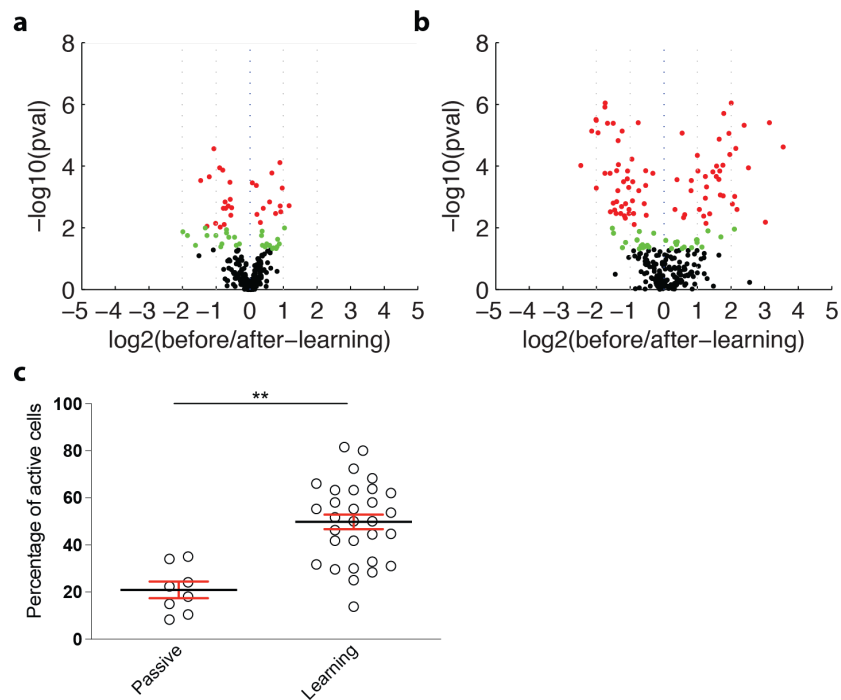 a
b
8
6
4
2
0
−log10(pval)
−5 −4 −3 −2 −1 0 1 2 3 4 5
log2(before/after−learning)
8
6
4
2
0
−log10(pval)
−5 −4 −3 −2 −1 0 1 2 3 4 5
log2(before/after−learning)
c
100
80
60
40
20
0
Percentage of active cells
**
Passive
Learning